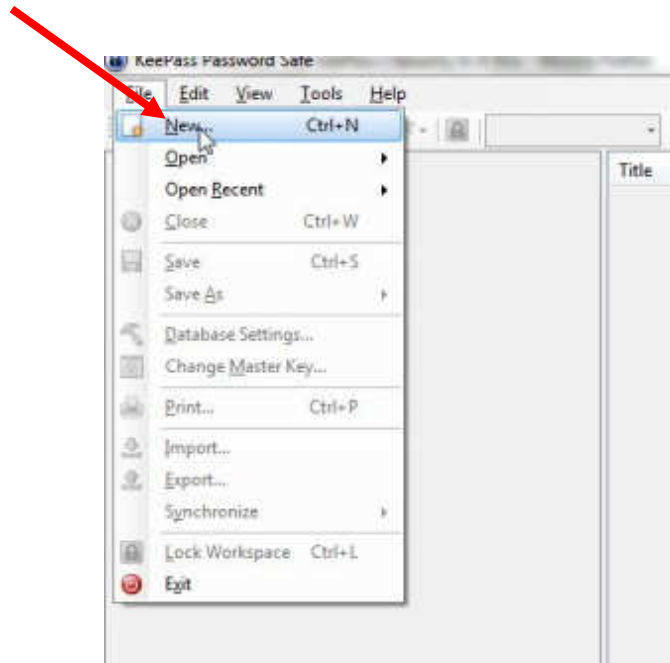 KeePass Password Safe
File Edit View Tools Help
New... Ctrl+N
Open
Open Recent
Close Ctrl+W
Save Ctrl+S
Save As
Database Settings...
Change Master Key...
Print... Ctrl+P
Import...
Export...
Synchronize
Lock Workspace Ctrl+L
Exit
Title